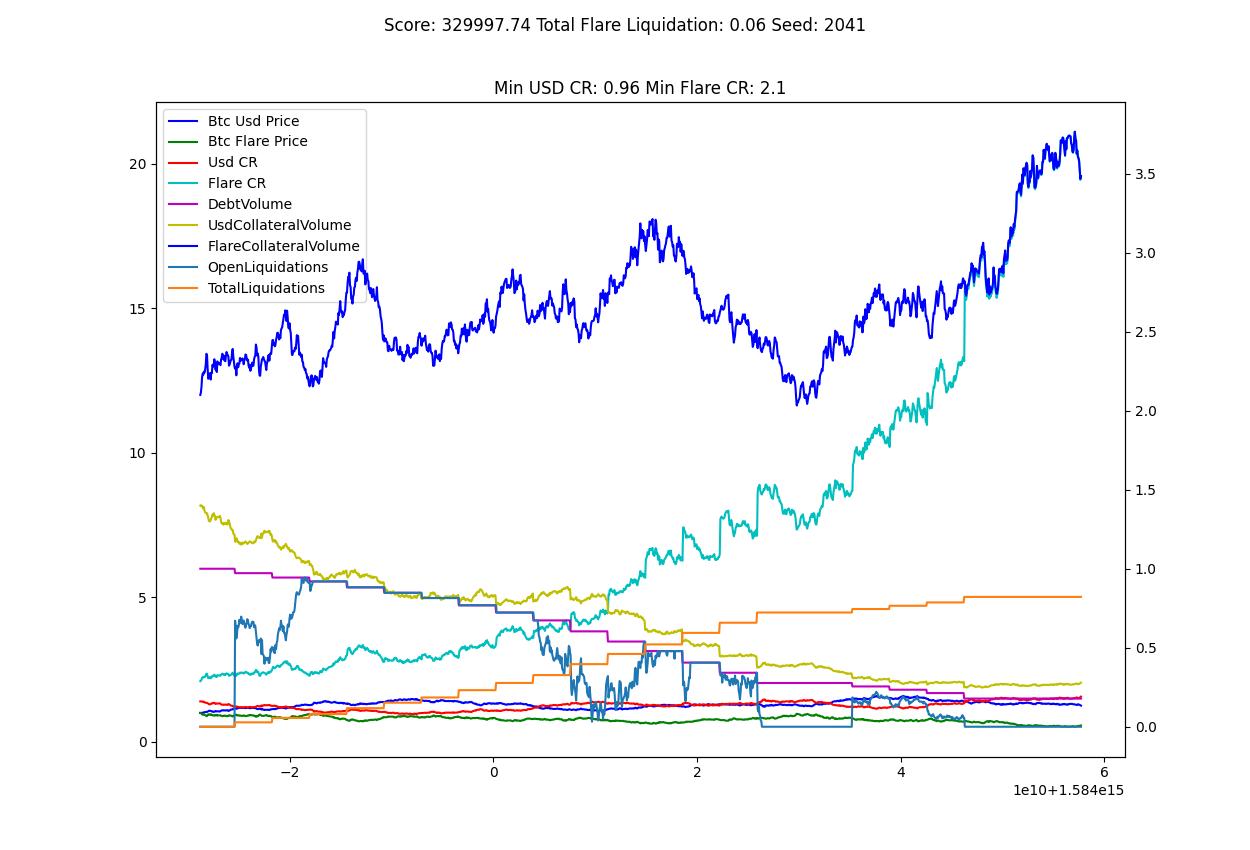 Score: 329997.74 Total Flare Liquidation: 0.06 Seed: 2041
Min USD CR: 0.96 Min Flare CR: 2.1
Btc Usd Price
Btc Flare Price
Usd CR
Flare CR
DebtVolume
UsdCollateralVolume
FlareCollateralVolume
OpenLiquidations
TotalLiquidations
20
15
10
5
0
3.5
3.0
2.5
2.0
1.5
1.0
0.5
0.0
−2
0
2
4
6
1e10+1.584e15